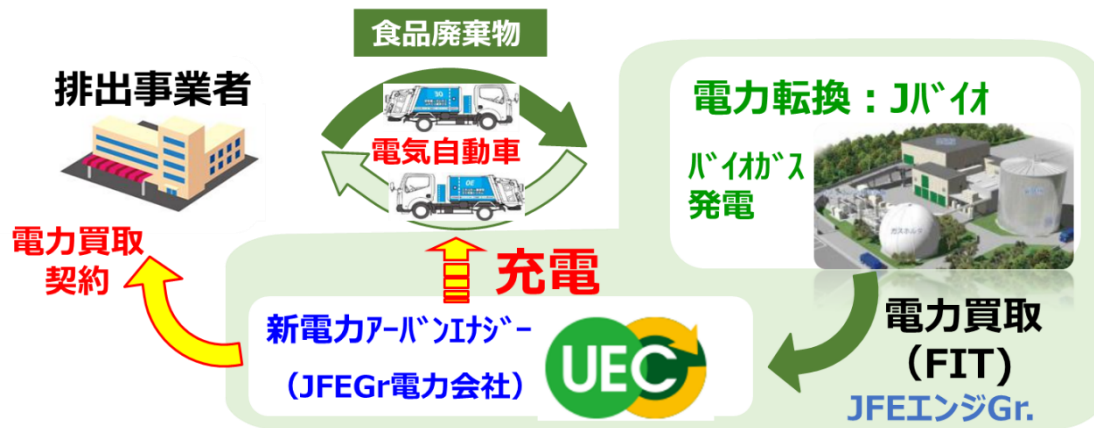 食品廃棄物
排出事業者
電気自動車
電力転換：Jﾊﾞｲｵ
ﾊﾞｲｵｶﾞｽ
発電
電力買取
契約
充電
新電力ｱｰﾊﾞﾝｴﾅｼﾞｰ
（JFEGr電力会社）
UEC
電力買取
（FIT)
JFEエンジGr.